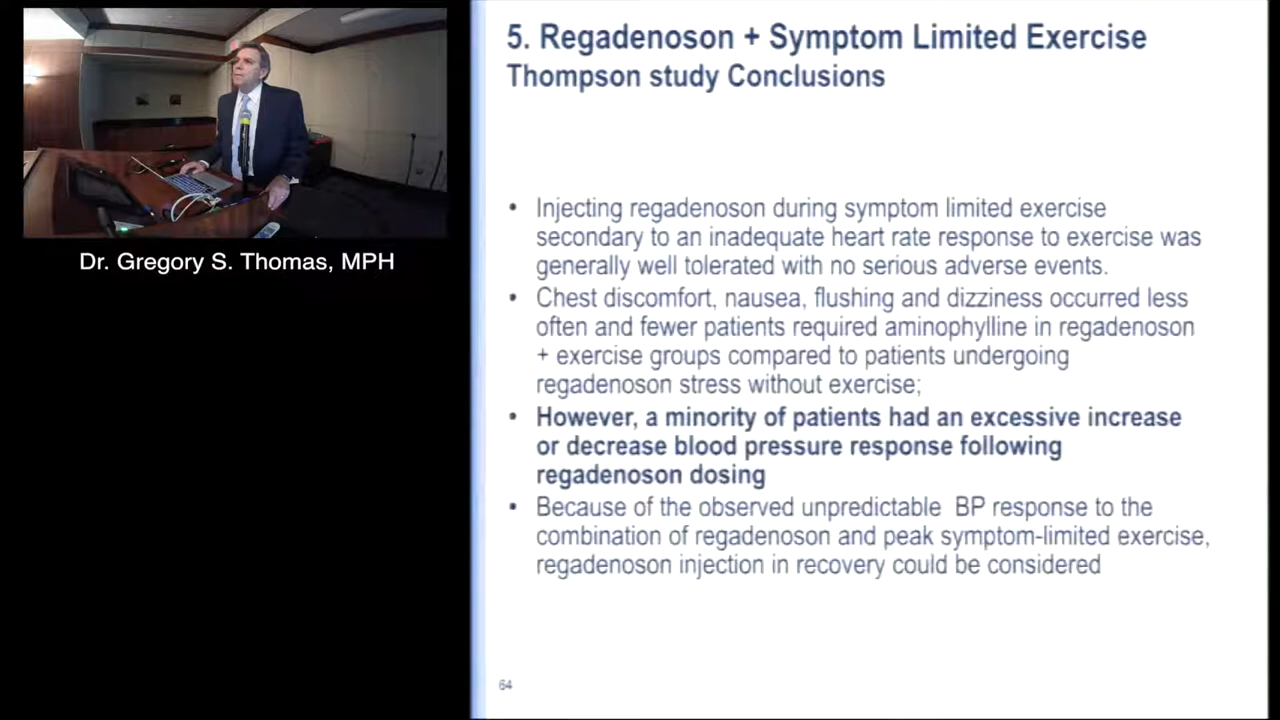 5. Regadenoson + Symptom Limited Exercise
Thompson study Conclusions
Dr. Gregory S. Thomas, MPH
• Injecting regadenoson during symptom limited exercise
secondary to an inadequate heart rate response to exercise was
generally well tolerated with no serious adverse events.
• Chest discomfort, nausea, flushing and dizziness occurred less
often and fewer patients required aminophylline in regadenoson
+ exercise groups compared to patients undergoing
regadenoson stress without exercise;
• However, a minority of patients had an excessive increase
or decrease blood pressure response following
regadenoson dosing
• Because of the observed unpredictable BP response to the
combination of regadenoson and peak symptom-limited exercise,
regadenoson injection in recovery could be considered
64